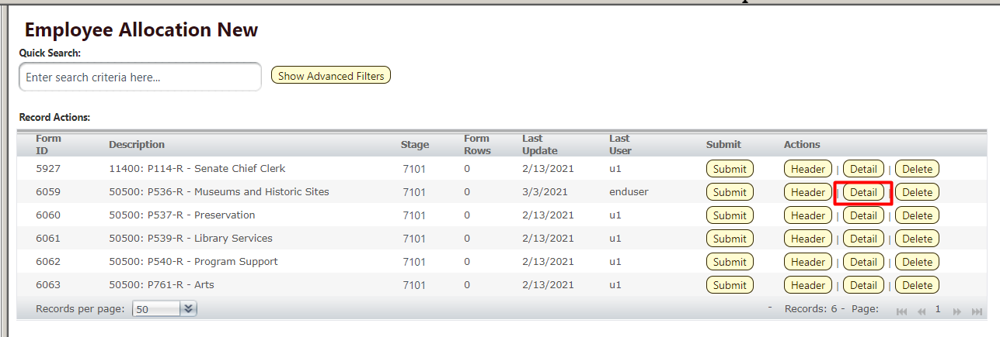 Employee Allocation New
Quick Search:
Enter search criteria here...
Show Advanced Filters
Record Actions:
Form ID Description Stage Form Rows Last Update Last User Submit Actions
5927 11400: P114-R - Senate Chief Clerk 7101 0 2/13/2021 u1 Submit Header | Detail | Delete
6059 50500: P536-R - Museums and Historic Sites 7101 0 3/3/2021 enduser Submit Header | Detail | Delete
6060 50500: P537-R - Preservation 7101 0 2/13/2021 u1 Submit Header | Detail | Delete
6061 50500: P539-R - Library Services 7101 0 2/13/2021 u1 Submit Header | Detail | Delete
6062 50500: P540-R - Program Support 7101 0 2/13/2021 u1 Submit Header | Detail | Delete
6063 50500: P761-R - Arts 7101 0 2/13/2021 u1 Submit Header | Detail | Delete
Records per page: 50 - Records: 6 - Page: 1